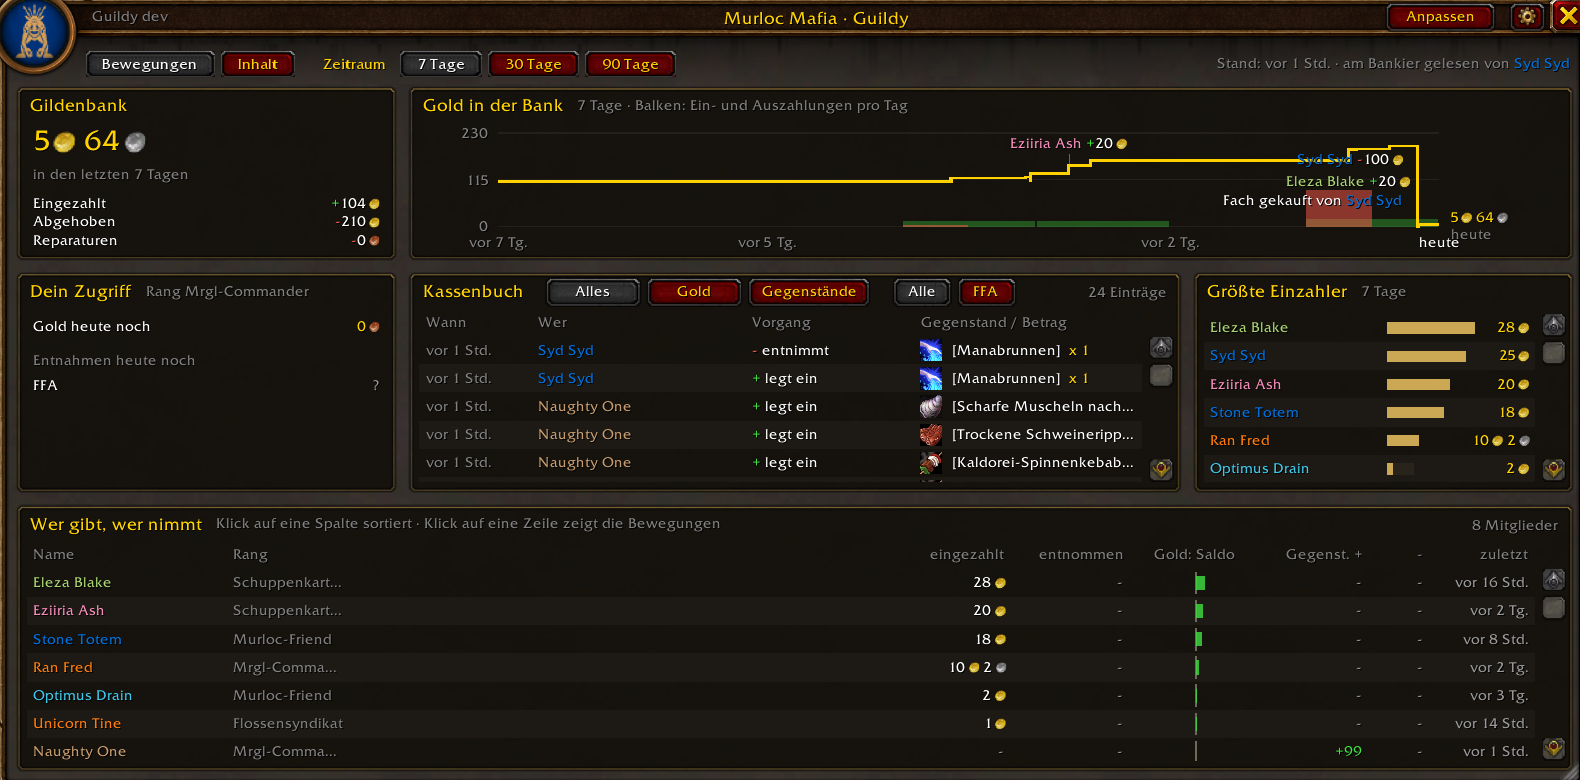 Guildy dev
Murloc Mafia · Guildy
Anpassen
Bewegungen Inhalt Zeitraum 7 Tage 30 Tage 90 Tage
Stand: vor 1 Std. · am Bankier gelesen von Syd Syd
Gildenbank
5 64
in den letzten 7 Tagen
Eingezahlt +104
Abgehoben -210
Reparaturen -0
Gold in der Bank 7 Tage · Balken: Ein- und Auszahlungen pro Tag
230
115
0
Eziiria Ash +20
Syd Syd -100
Eleza Blake +20
Fach gekauft von Syd Syd
5 64
heute
vor 7 Tg. vor 5 Tg. vor 2 Tg. heute
Dein Zugriff Rang Mrgl-Commander
Gold heute noch 0
Entnahmen heute noch
FFA ?
Kassenbuch Alles Gold Gegenstände Alle FFA 24 Einträge
Wann Wer Vorgang Gegenstand / Betrag
vor 1 Std. Syd Syd - entnimmt [Manabrunnen] x 1
vor 1 Std. Syd Syd + legt ein [Manabrunnen] x 1
vor 1 Std. Naughty One + legt ein [Scharfe Muscheln nach...
vor 1 Std. Naughty One + legt ein [Trockene Schweineripp...
vor 1 Std. Naughty One + legt ein [Kaldorei-Spinnenkebab...
Größte Einzahler 7 Tage
Eleza Blake 28
Syd Syd 25
Eziiria Ash 20
Stone Totem 18
Ran Fred 10 2
Optimus Drain 2
Wer gibt, wer nimmt Klick auf eine Spalte sortiert · Klick auf eine Zeile zeigt die Bewegungen 8 Mitglieder
Name Rang eingezahlt entnommen Gold: Saldo Gegenst. + - zuletzt
Eleza Blake Schuppenkart... 28 - - - vor 16 Std.
Eziiria Ash Schuppenkart... 20 - - - vor 2 Tg.
Stone Totem Murloc-Friend 18 - - - vor 8 Std.
Ran Fred Mrgl-Comma... 10 2 - - - vor 2 Tg.
Optimus Drain Murloc-Friend 2 - - - vor 3 Tg.
Unicorn Tine Flossensyndikat 1 - - - vor 14 Std.
Naughty One Mrgl-Comma... - - +99 - vor 1 Std.